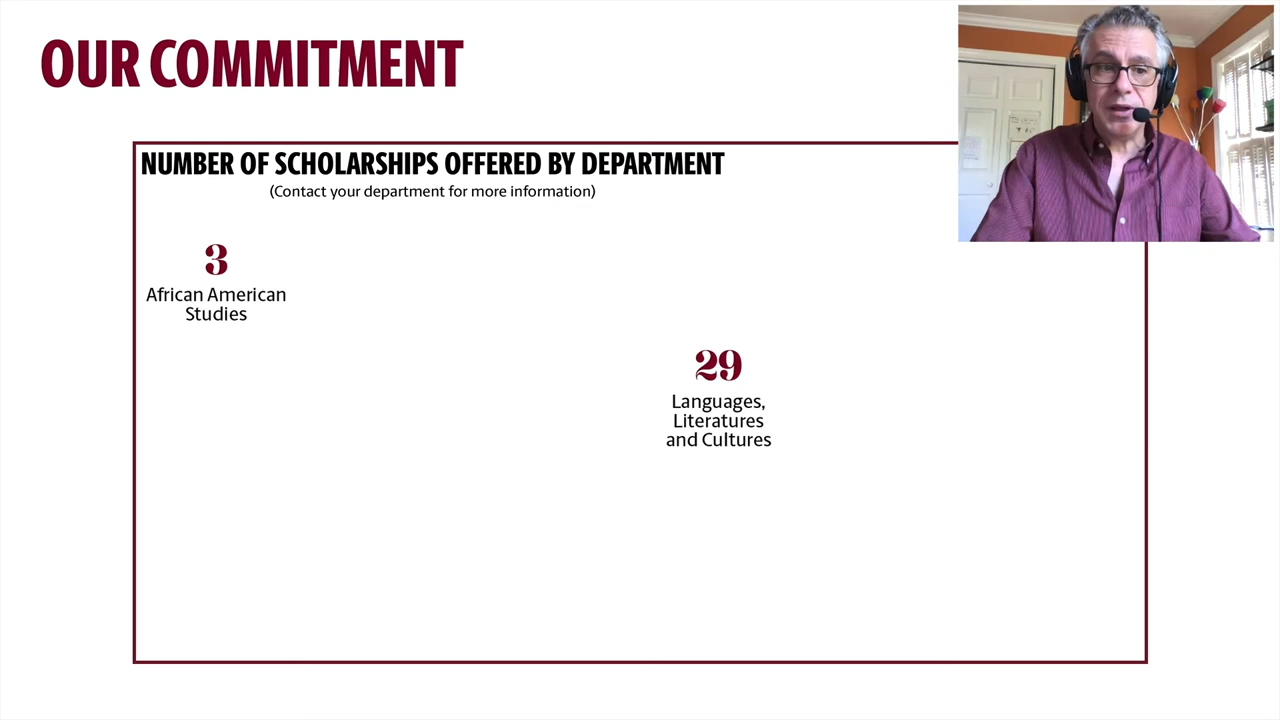 OUR COMMITMENT
NUMBER OF SCHOLARSHIPS OFFERED BY DEPARTMENT
(Contact your department for more information)
3
African American
Studies
29
Languages,
Literatures
and Cultures